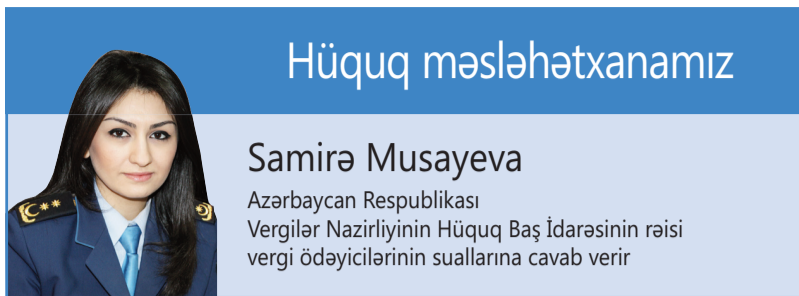 Hüquq məsləhətxanamız
Samirə Musayeva
Azərbaycan Respublikası
Vergilər Nazirliyinin Hüquq Baş İdarəsinin rəisi
vergi ödəyicilərinin suallarına cavab verir